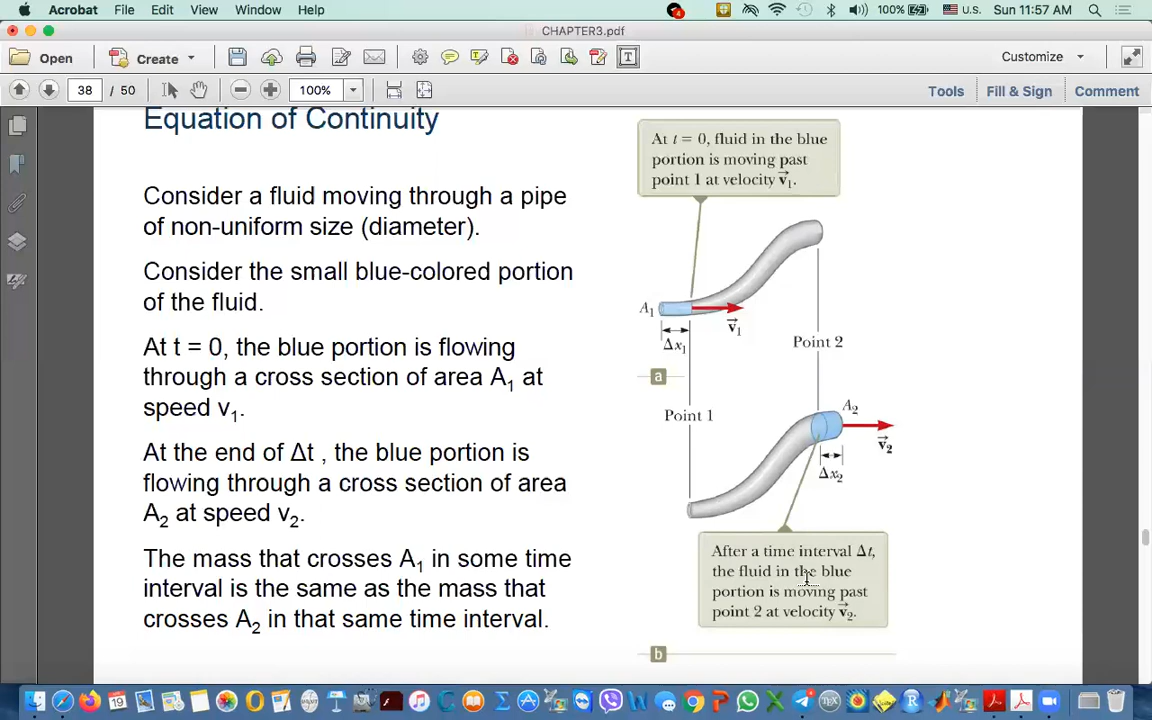 Acrobat File Edit View Window Help
4
19
100% U.S. Sun 11:57 AM
CHAPTER3.pdf
Open Create Customize
38 / 50 100% Tools Fill & Sign Comment
Equation of Continuity
Consider a fluid moving through a pipe
of non-uniform size (diameter).
Consider the small blue-colored portion
of the fluid.
At t = 0, the blue portion is flowing
through a cross section of area A₁ at
speed v₁.
At the end of Δt , the blue portion is
flowing through a cross section of area
A₂ at speed v₂.
The mass that crosses A₁ in some time
interval is the same as the mass that
crosses A₂ in that same time interval.
At t = 0, fluid in the blue
portion is moving past
point 1 at velocity v⃗₁.
A₁
v⃗₁
Δx₁
Point 2
a
Point 1
A₂
v⃗₂
Δx₂
After a time interval Δt,
the fluid in the blue
portion is moving past
point 2 at velocity v⃗₂.
b